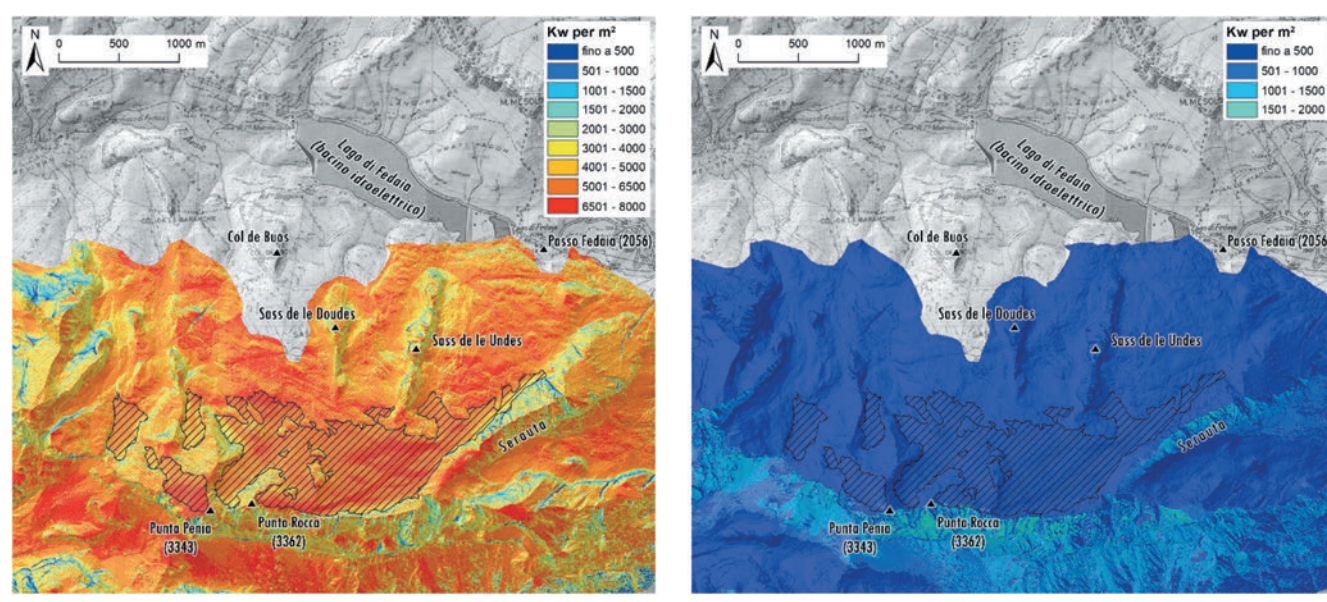 N
0 500 1000 m
Kw per m²
fino a 500
501 - 1000
1001 - 1500
1501 - 2000
2001 - 3000
3001 - 4000
4001 - 5000
5001 - 6500
6501 - 8000
Lago di Fedaia
(bacino idroelettrico)
Col de Buos
Passo Fedaia (2056)
Sass de le Doudes
Sass de le Undes
Serauta
Punta Penia
(3343)
Punta Rocca
(3362)
N
0 500 1000 m
Kw per m²
fino a 500
501 - 1000
1001 - 1500
1501 - 2000
Lago di Fedaia
(bacino idroelettrico)
Col de Buos
Passo Fedaia (2056)
Sass de le Doudes
Sass de le Undes
Serauta
Punta Penia
(3343)
Punta Rocca
(3362)